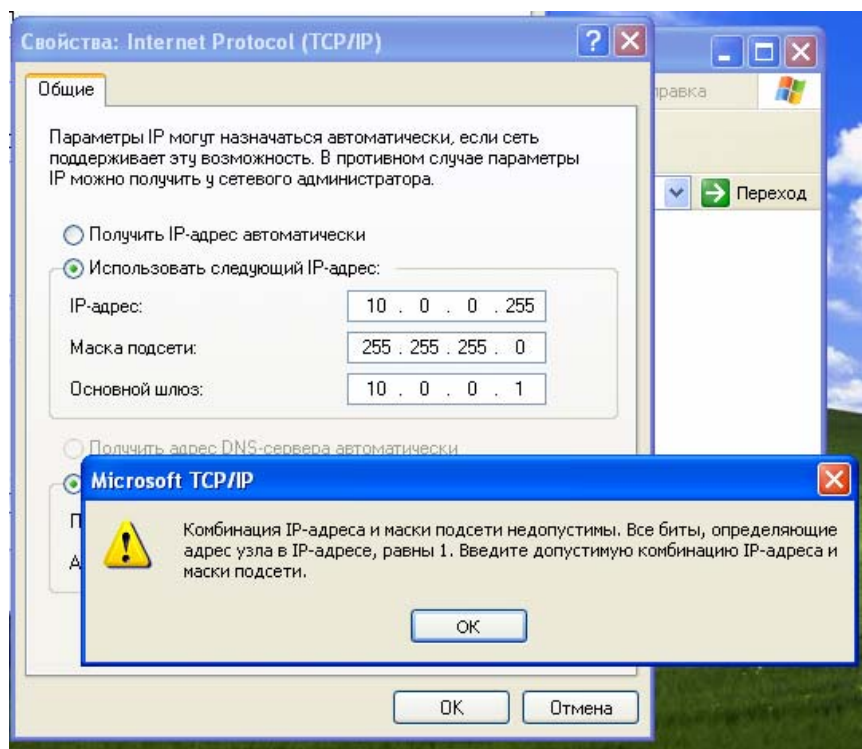 Свойства: Internet Protocol (TCP/IP)
Общие
правка
Параметры IP могут назначаться автоматически, если сеть
поддерживает эту возможность. В противном случае параметры
IP можно получить у сетевого администратора.
Переход
Получить IP-адрес автоматически
Использовать следующий IP-адрес:
IP-адрес: 10 . 0 . 0 . 255
Маска подсети: 255 . 255 . 255 . 0
Основной шлюз: 10 . 0 . 0 . 1
Получить адрес DNS-сервера автоматически
Microsoft TCP/IP
П
А
Комбинация IP-адреса и маски подсети недопустимы. Все биты, определяющие
адрес узла в IP-адресе, равны 1. Введите допустимую комбинацию IP-адреса и
маски подсети.
OK
OK
Отмена